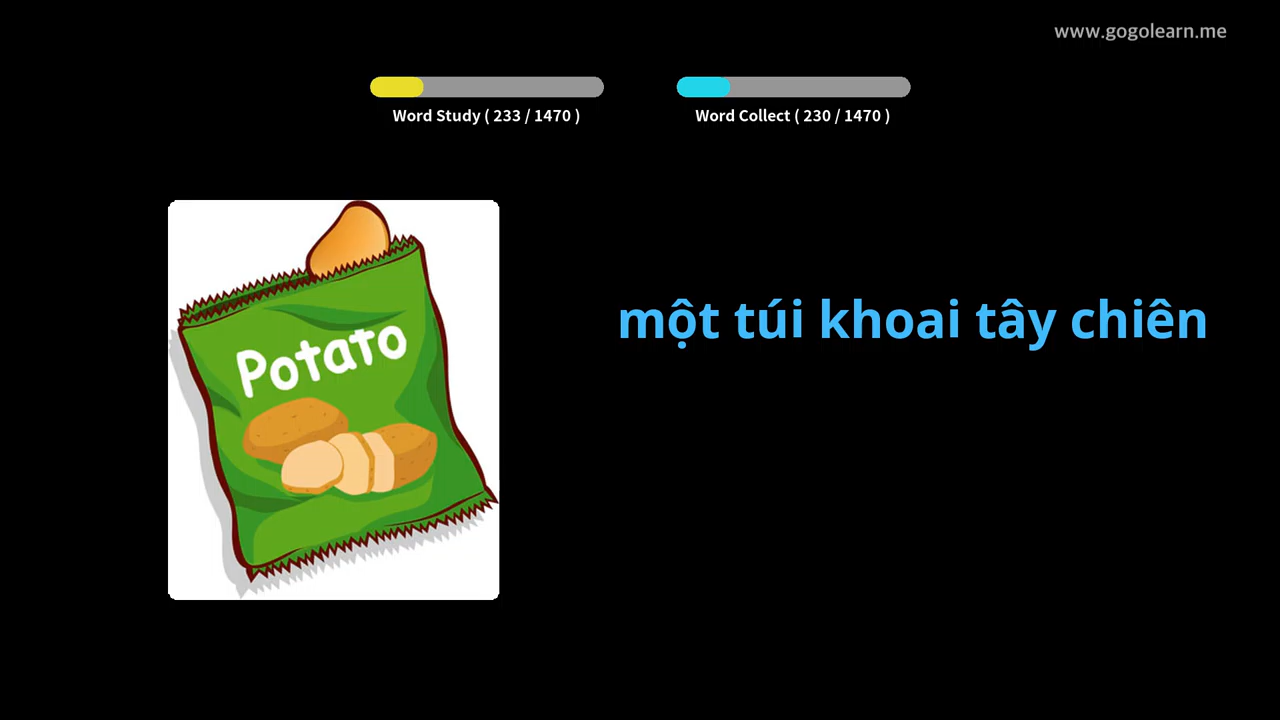 www.gogolearn.me
Word Study ( 233 / 1470 )
Word Collect ( 230 / 1470 )
Potato
một túi khoai tây chiên